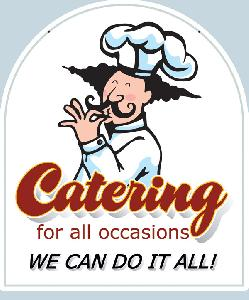 Catering
for all occasions
WE CAN DO IT ALL!